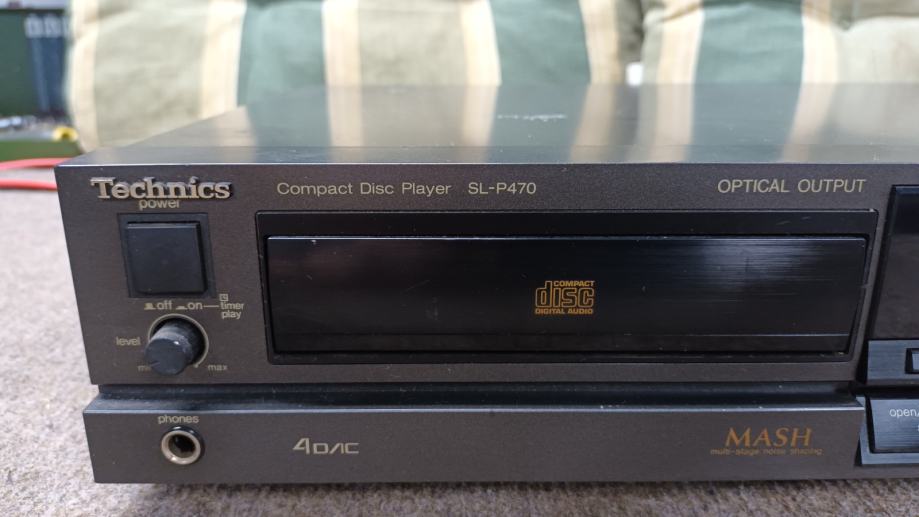 Technics
Compact Disc Player SL-P470
OPTICAL OUTPUT
power
off on timer
play
COMPACT
disc
DIGITAL AUDIO
level
max
phones
4DAC
MASH
multi-stage noise shaping
open/